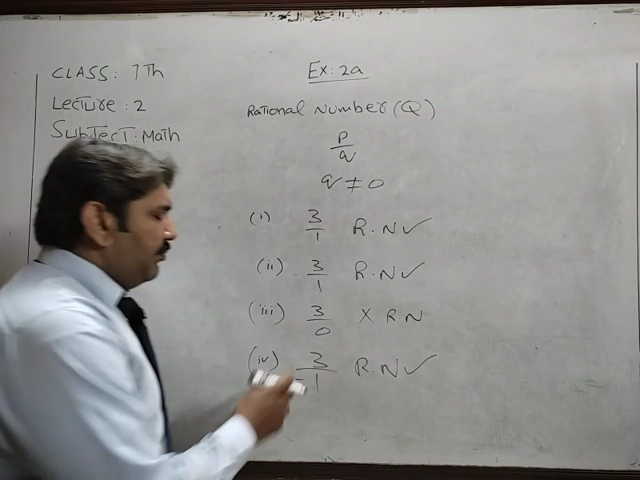 CLASS: 7Th
Ex: 2a
Lecture: 2
Rational Number (Q)
Subject: Math
P
q
q ≠ 0
(i) 3/1 R.N ✓
(ii) 3/1 R.N ✓
(iii) 3/0 X R.N
(iv) 3/-1 R.N ✓